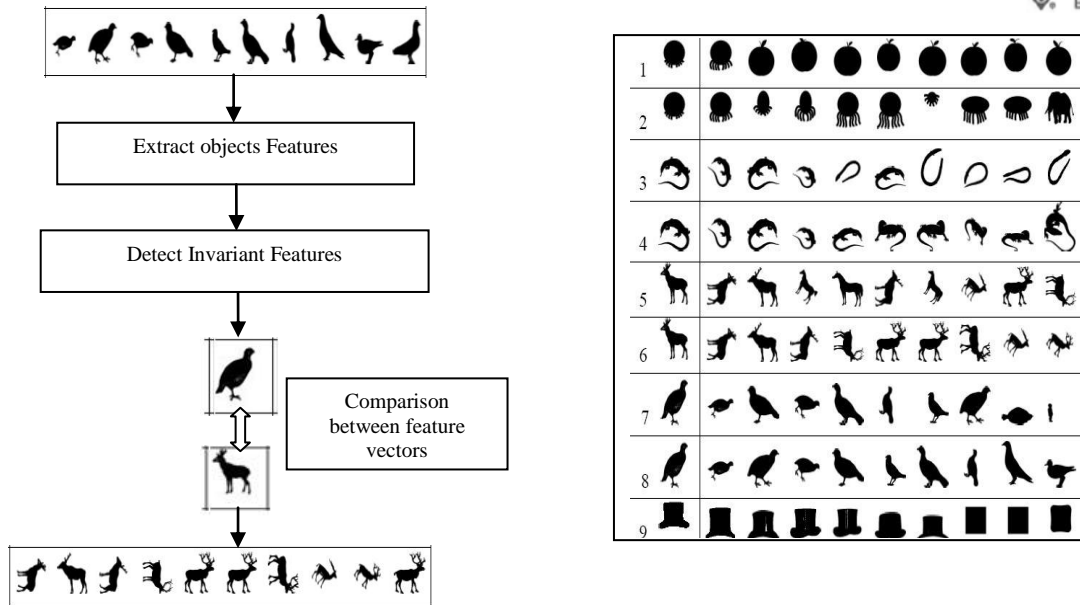 Extract objects Features
Detect Invariant Features
Comparison
between feature
vectors
1
2
3
4
5
6
7
8
9